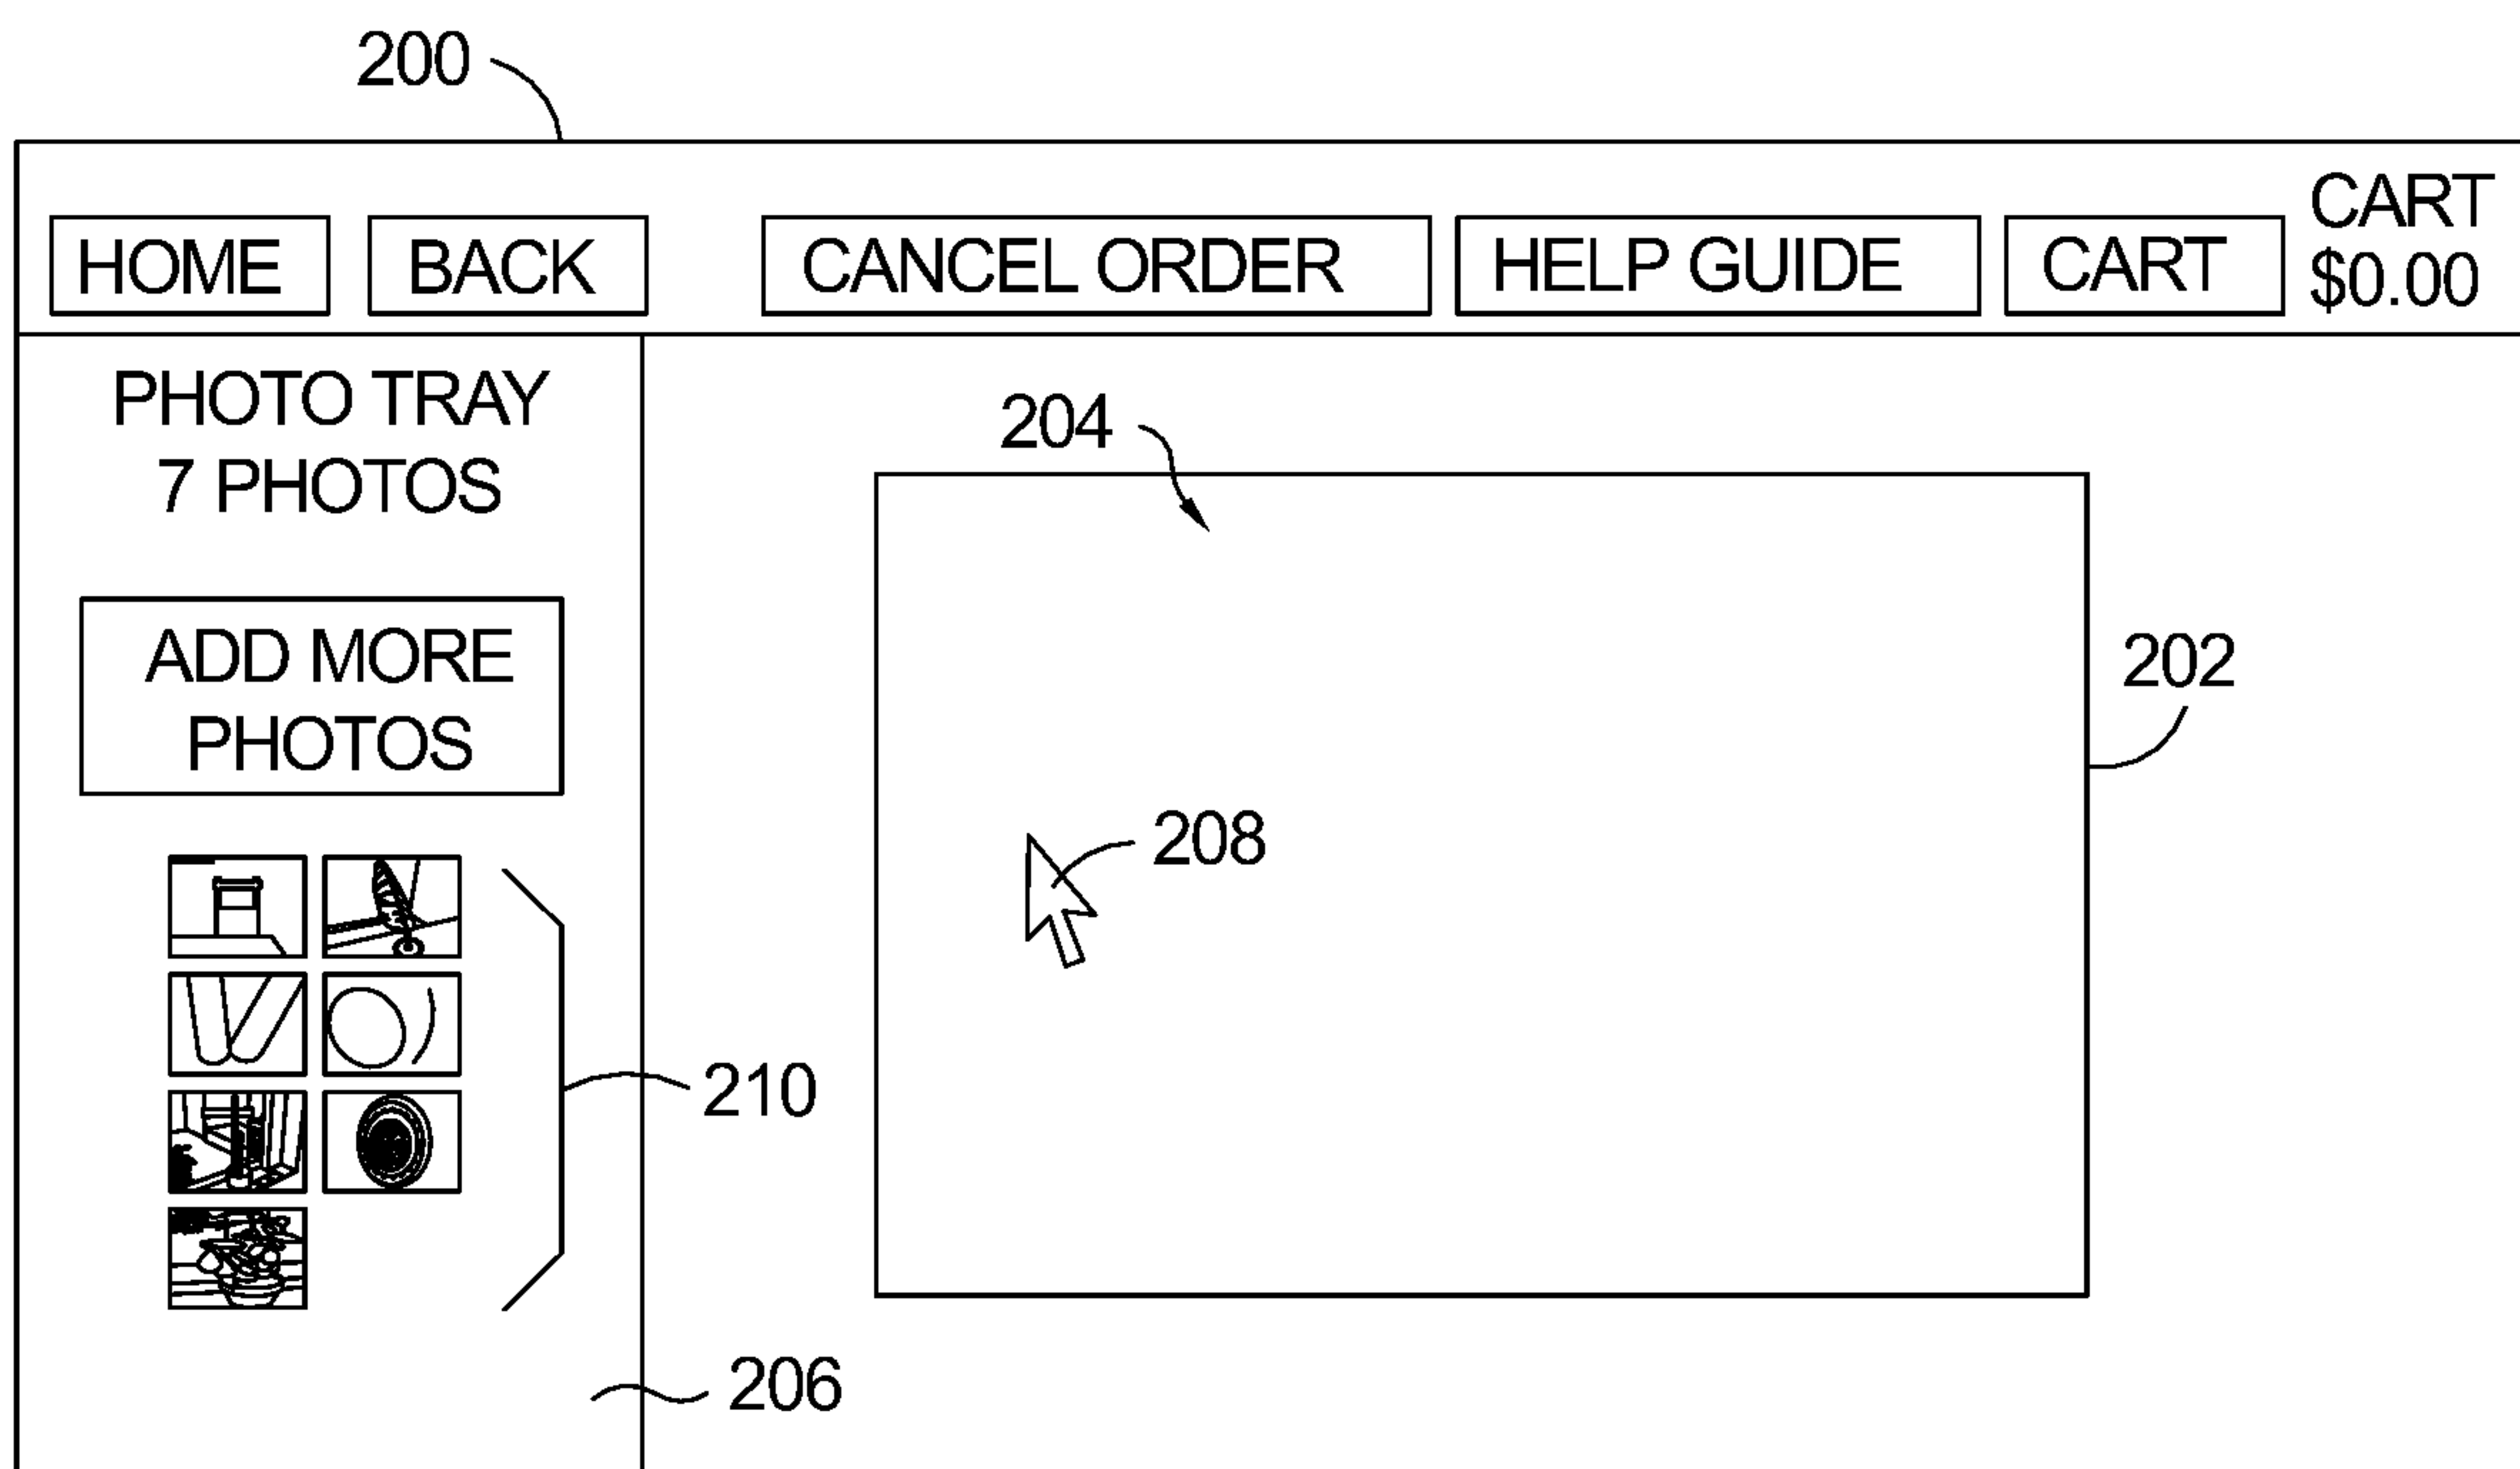 200
HOME
BACK
CANCEL ORDER
HELP GUIDE
CART
CART
$0.00
PHOTO TRAY
7 PHOTOS
ADD MORE
PHOTOS
204
202
208
210
206